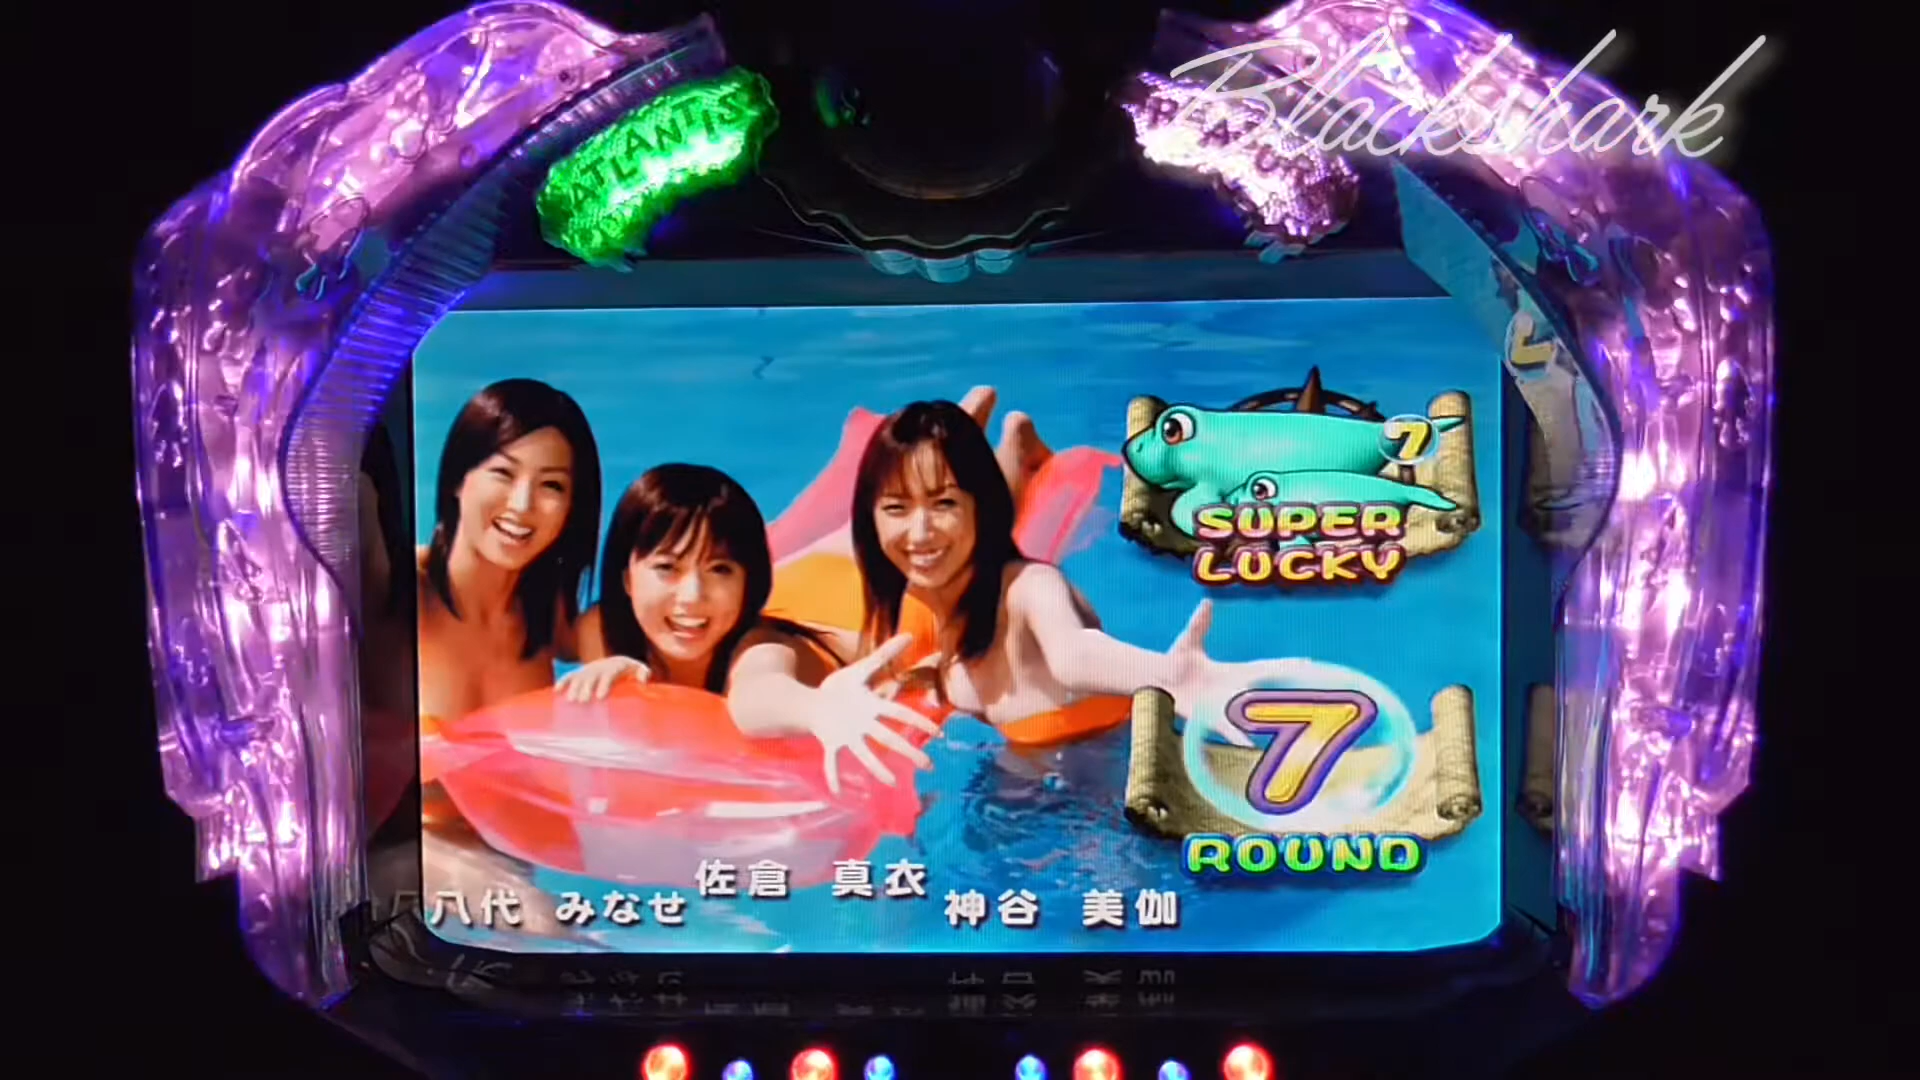 Blackshark
ATLANTIS
7
SUPER
LUCKY
7
ROUND
佐倉 真衣
八代 みなせ
神谷 美伽